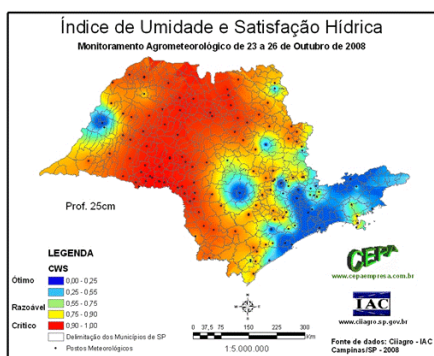 Índice de Umidade e Satisfação Hídrica
Monitoramento Agrometeorológico de 23 a 26 de Outubro de 2008
Prof. 25cm
LEGENDA
CWS
Ótimo 0,00 - 0,25
0,25 - 0,55
Razoável 0,55 - 0,75
0,75 - 0,90
Crítico 0,90 - 1,00
Delimitação dos Municípios de SP
Postos Meteorológicos
0 37,5 75 150 225 300
Km
1:5.000.000
CEPA
www.cepaempresa.com.br
IAC
www.ciiagro.sp.gov.br
Fonte de dados: Ciiagro - IAC
Campinas/SP - 2008